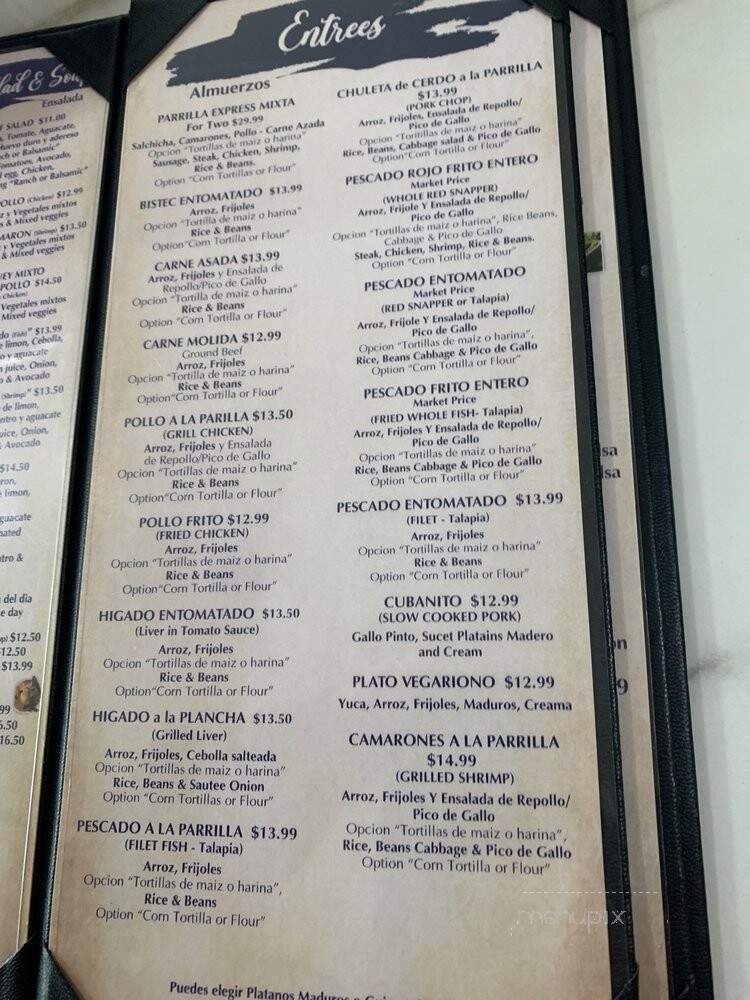 Entrees
Almuerzos
PARRILLA EXPRESS MIXTA
For Two $29.99
Salchicha, Camarones, Pollo - Carne Azada
Opcion "Tortillas de maiz o harina"
Sausage, Steak, Chicken, Shrimp,
Rice & Beans.
Option "Corn Tortillas or Flour"
BISTEC ENTOMATADO $13.99
Arroz, Frijoles
Opcion "Tortilla de maiz o harina"
Rice & Beans
Option"Corn Tortilla or Flour"
CARNE ASADA $13.99
Arroz, Frijoles y Ensalada de
Repollo/Pico de Gallo
Opcion "Tortilla de maiz o harina"
Rice & Beans
Option "Corn Tortillas or Flour"
CARNE MOLIDA $12.99
Ground Beef
Arroz, Frijoles
Opcion "Tortilla de maiz o harina"
Rice & Beans
Option"Corn Tortilla or Flour"
POLLO A LA PARILLA $13.50
(GRILL CHICKEN)
Arroz, Frijoles y Ensalada
de Repollo/Pico de Gallo
Opcion "Tortillas de maiz o harina"
Rice & Beans
Option"Corn Tortilla or Flour"
POLLO FRITO $12.99
(FRIED CHICKEN)
Arroz, Frijoles
Opcion "Tortillas de maiz o harina"
Rice & Beans
Option"Corn Tortilla or Flour"
HIGADO ENTOMATADO $13.50
(Liver in Tomato Sauce)
Arroz, Frijoles
Opcion "Tortillas de maiz o harina"
Rice & Beans
Option"Corn Tortilla or Flour"
HIGADO a la PLANCHA $13.50
(Grilled Liver)
Arroz, Frijoles, Cebolla salteada
Opcion "Tortillas de maiz o harina"
Rice, Beans & Sautee Onion
Option "Corn Tortillas or Flour"
PESCADO A LA PARRILLA $13.99
(FILET FISH - Talapia)
Arroz, Frijoles
Opcion "Tortillas de maiz o harina",
Rice & Beans
Option "Corn Tortilla or Flour"
CHULETA de CERDO a la PARRILLA
$13.99
(PORK CHOP)
Arroz, Frijoles, Ensalada de Repollo/
Pico de Gallo
Opcion "Toritillas de maiz o harina"
Rice, Beans, Cabbage salad & Pico de Gallo
Option"Corn Tortilla or Flour"
PESCADO ROJO FRITO ENTERO
Market Price
(WHOLE RED SNAPPER)
Arroz, Frijole Y Ensalada de Repollo/
Pico de Gallo
Opcion "Tortillas de maiz o harina", Rice Beans,
Cabbage & Pico de Gallo
Steak, Chicken, Shrimp, Rice & Beans.
Option "Corn Tortilla or Flour"
PESCADO ENTOMATADO
Market Price
(RED SNAPPER or Talapia)
Arroz, Frijole Y Ensalada de Repollo/
Pico de Gallo
Opcion "Tortillas de maiz o harina",
Rice, Beans Cabbage & Pico de Gallo
Option "Corn Tortilla or Flour"
PESCADO FRITO ENTERO
Market Price
(FRIED WHOLE FISH- Talapia)
Arroz, Frijoles Y Ensalada de Repollo/
Pico de Gallo
Opcion "Tortillas de maiz o harina"
Rice, Beans Cabbage & Pico de Gallo
Option "Corn Tortilla or Flour"
PESCADO ENTOMATADO $13.99
(FILET - Talapia)
Arroz, Frijoles
Opcion "Tortillas de maiz o harina"
Rice & Beans
Option "Corn Tortilla or Flour"
CUBANITO $12.99
(SLOW COOKED PORK)
Gallo Pinto, Sucet Platains Madero
and Cream
PLATO VEGARIONO $12.99
Yuca, Arroz, Frijoles, Maduros, Creama
CAMARONES A LA PARRILLA
$14.99
(GRILLED SHRIMP)
Arroz, Frijoles Y Ensalada de Repollo/
Pico de Gallo
Opcion "Tortillas de maiz o harina",
Rice, Beans Cabbage & Pico de Gallo
Option "Corn Tortilla or Flour"
Puedes elegir Platanos Maduros o
menupix